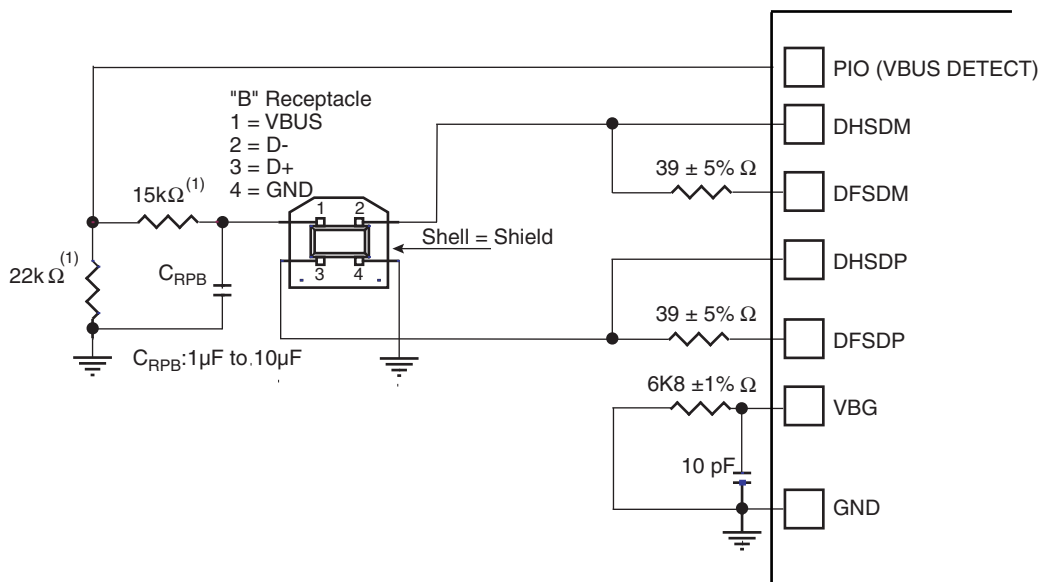 PIO (VBUS DETECT)
"B" Receptacle
1 = VBUS
2 = D-
3 = D+
4 = GND
DHSDM
39 ± 5% Ω
DFSDM
15kΩ (1)
1 2
Shell = Shield
22k Ω (1)
CRPB
3 4
DHSDP
39 ± 5% Ω
DFSDP
CRPB:1µF to 10µF
6K8 ±1% Ω
VBG
10 pF
GND